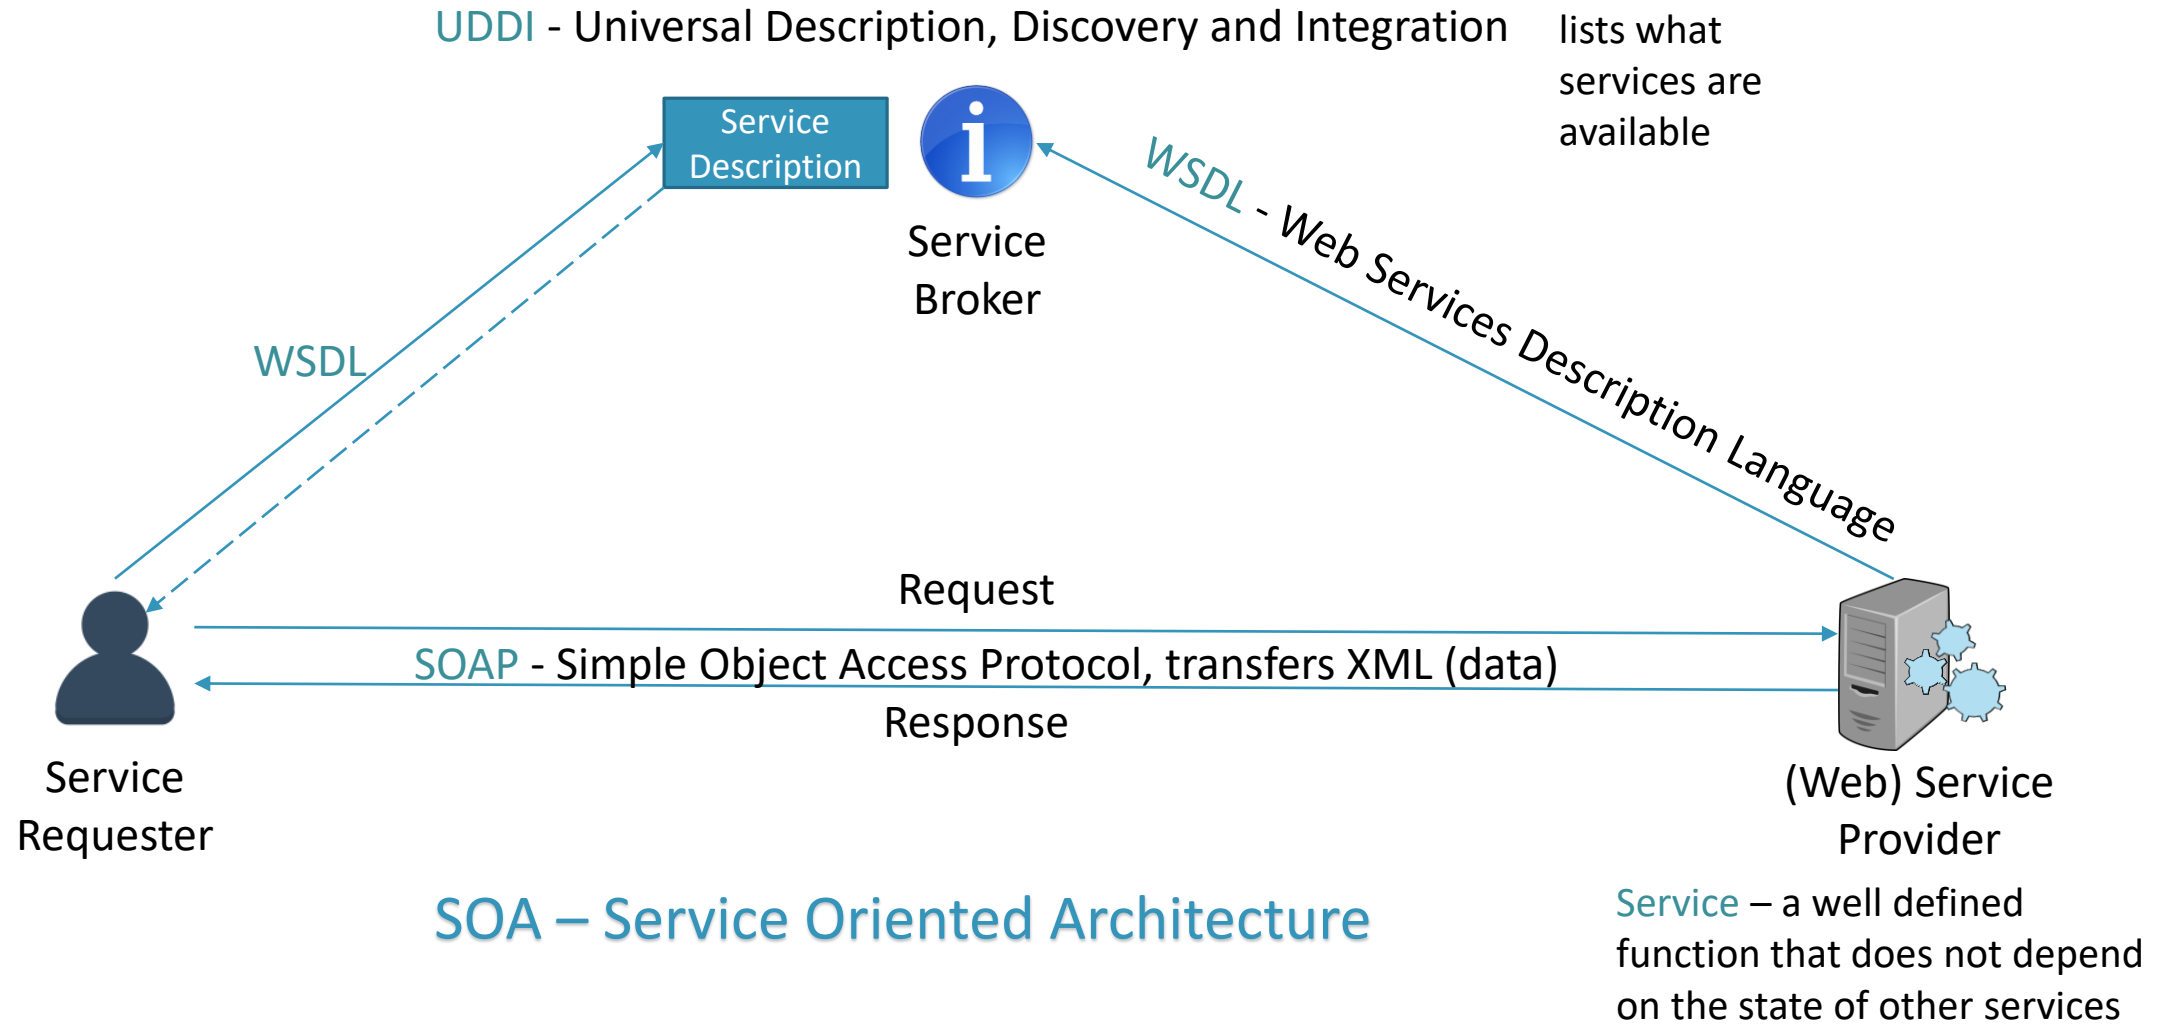 UDDI - Universal Description, Discovery and Integration
lists what
services are
available
Service
Description
Service
Broker
WSDL - Web Services Description Language
WSDL
Request
SOAP - Simple Object Access Protocol, transfers XML (data)
Response
Service
Requester
(Web) Service
Provider
SOA – Service Oriented Architecture
Service – a well defined
function that does not depend
on the state of other services